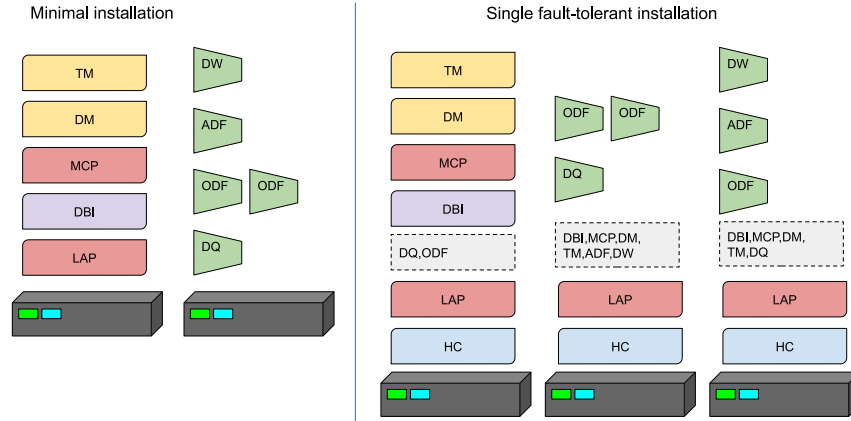 Minimal installation
TM
DM
MCP
DBI
LAP
DW
ADF
ODF ODF
DQ
Single fault-tolerant installation
TM
DM
MCP
DBI
DQ,ODF
LAP
HC
ODF ODF
DQ
DBI,MCP,DM,
TM,ADF,DW
LAP
HC
DW
ADF
ODF
DBI,MCP,DM,
TM,DQ
LAP
HC